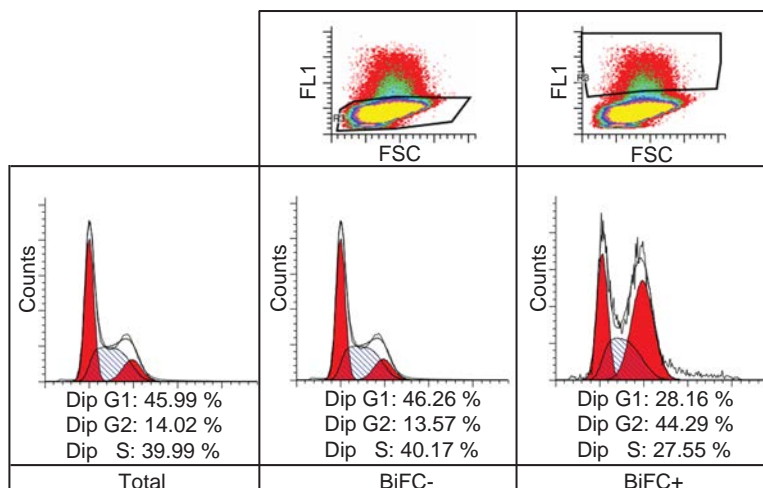 FL1
R1
FSC
FL1
R3
FSC
Counts
Dip G1: 45.99 %
Dip G2: 14.02 %
Dip S: 39.99 %
Total
Counts
Dip G1: 46.26 %
Dip G2: 13.57 %
Dip S: 40.17 %
BiFC-
Counts
Dip G1: 28.16 %
Dip G2: 44.29 %
Dip S: 27.55 %
BiFC+